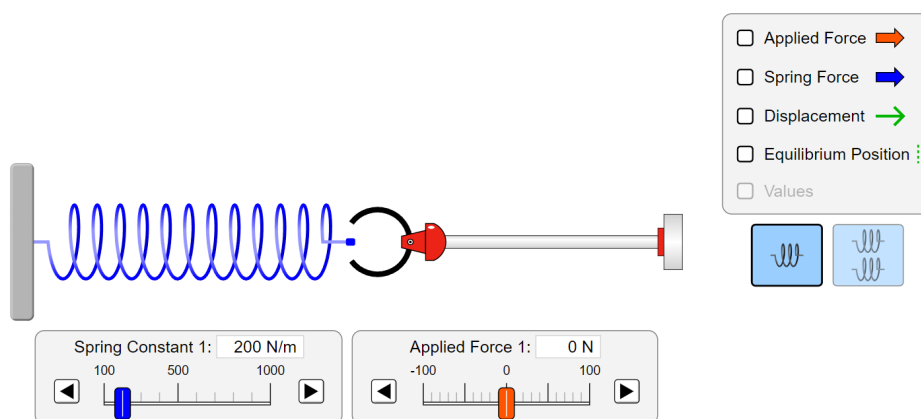 Applied Force
Spring Force
Displacement
Equilibrium Position
Values
Spring Constant 1: 200 N/m
100 500 1000
Applied Force 1: 0 N
-100 0 100